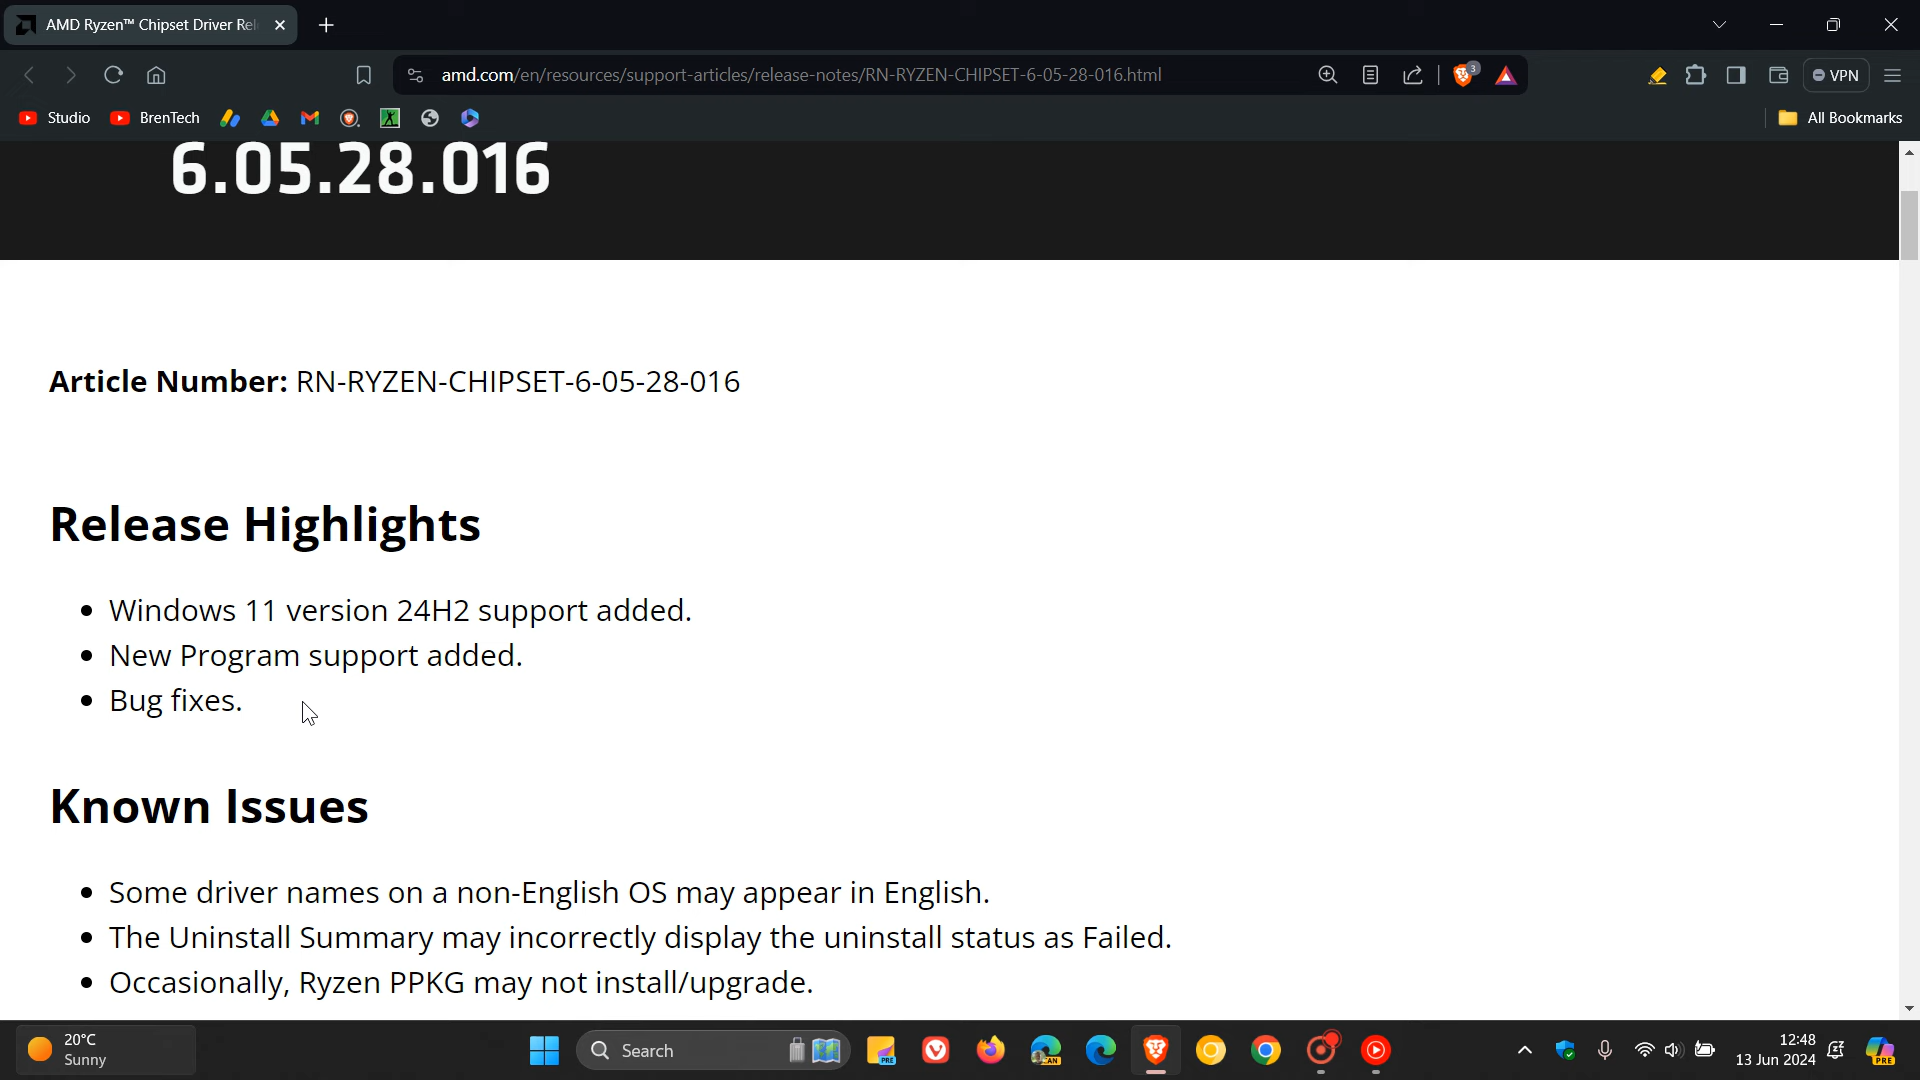 AMD Ryzen™ Chipset Driver Rel
amd.com/en/resources/support-articles/release-notes/RN-RYZEN-CHIPSET-6-05-28-016.html
3
VPN
Studio
BrenTech
All Bookmarks
6.05.28.016
Article Number: RN-RYZEN-CHIPSET-6-05-28-016
Release Highlights
Windows 11 version 24H2 support added.
New Program support added.
Bug fixes.
Known Issues
Some driver names on a non-English OS may appear in English.
The Uninstall Summary may incorrectly display the uninstall status as Failed.
Occasionally, Ryzen PPKG may not install/upgrade.
20°C
Sunny
Search
PRE
CAN
12:48
13 Jun 2024
PRE